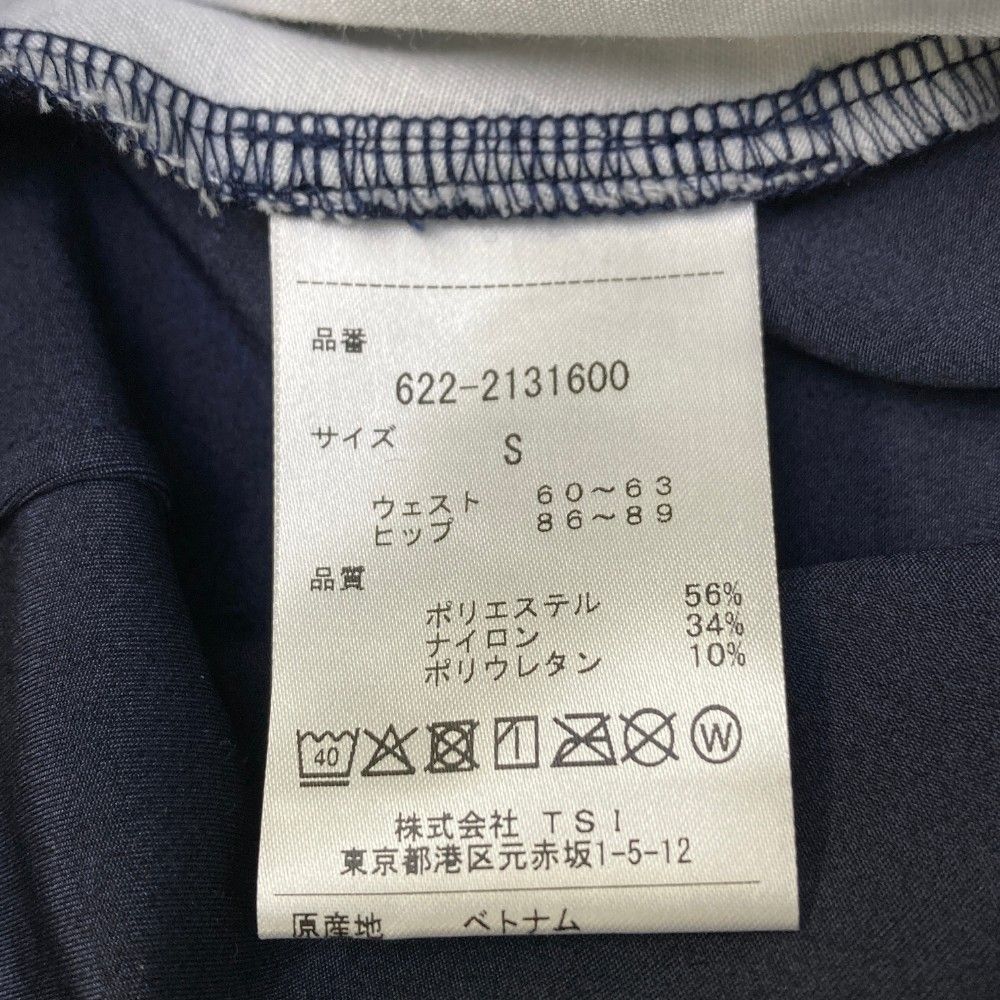 品番
622-2131600
サイズ S
ウェスト 60～63
ヒップ 86～89
品質
ポリエステル 56%
ナイロン 34%
ポリウレタン 10%
40 W
株式会社 TSI
東京都港区元赤坂1-5-12
原産地 ベトナム